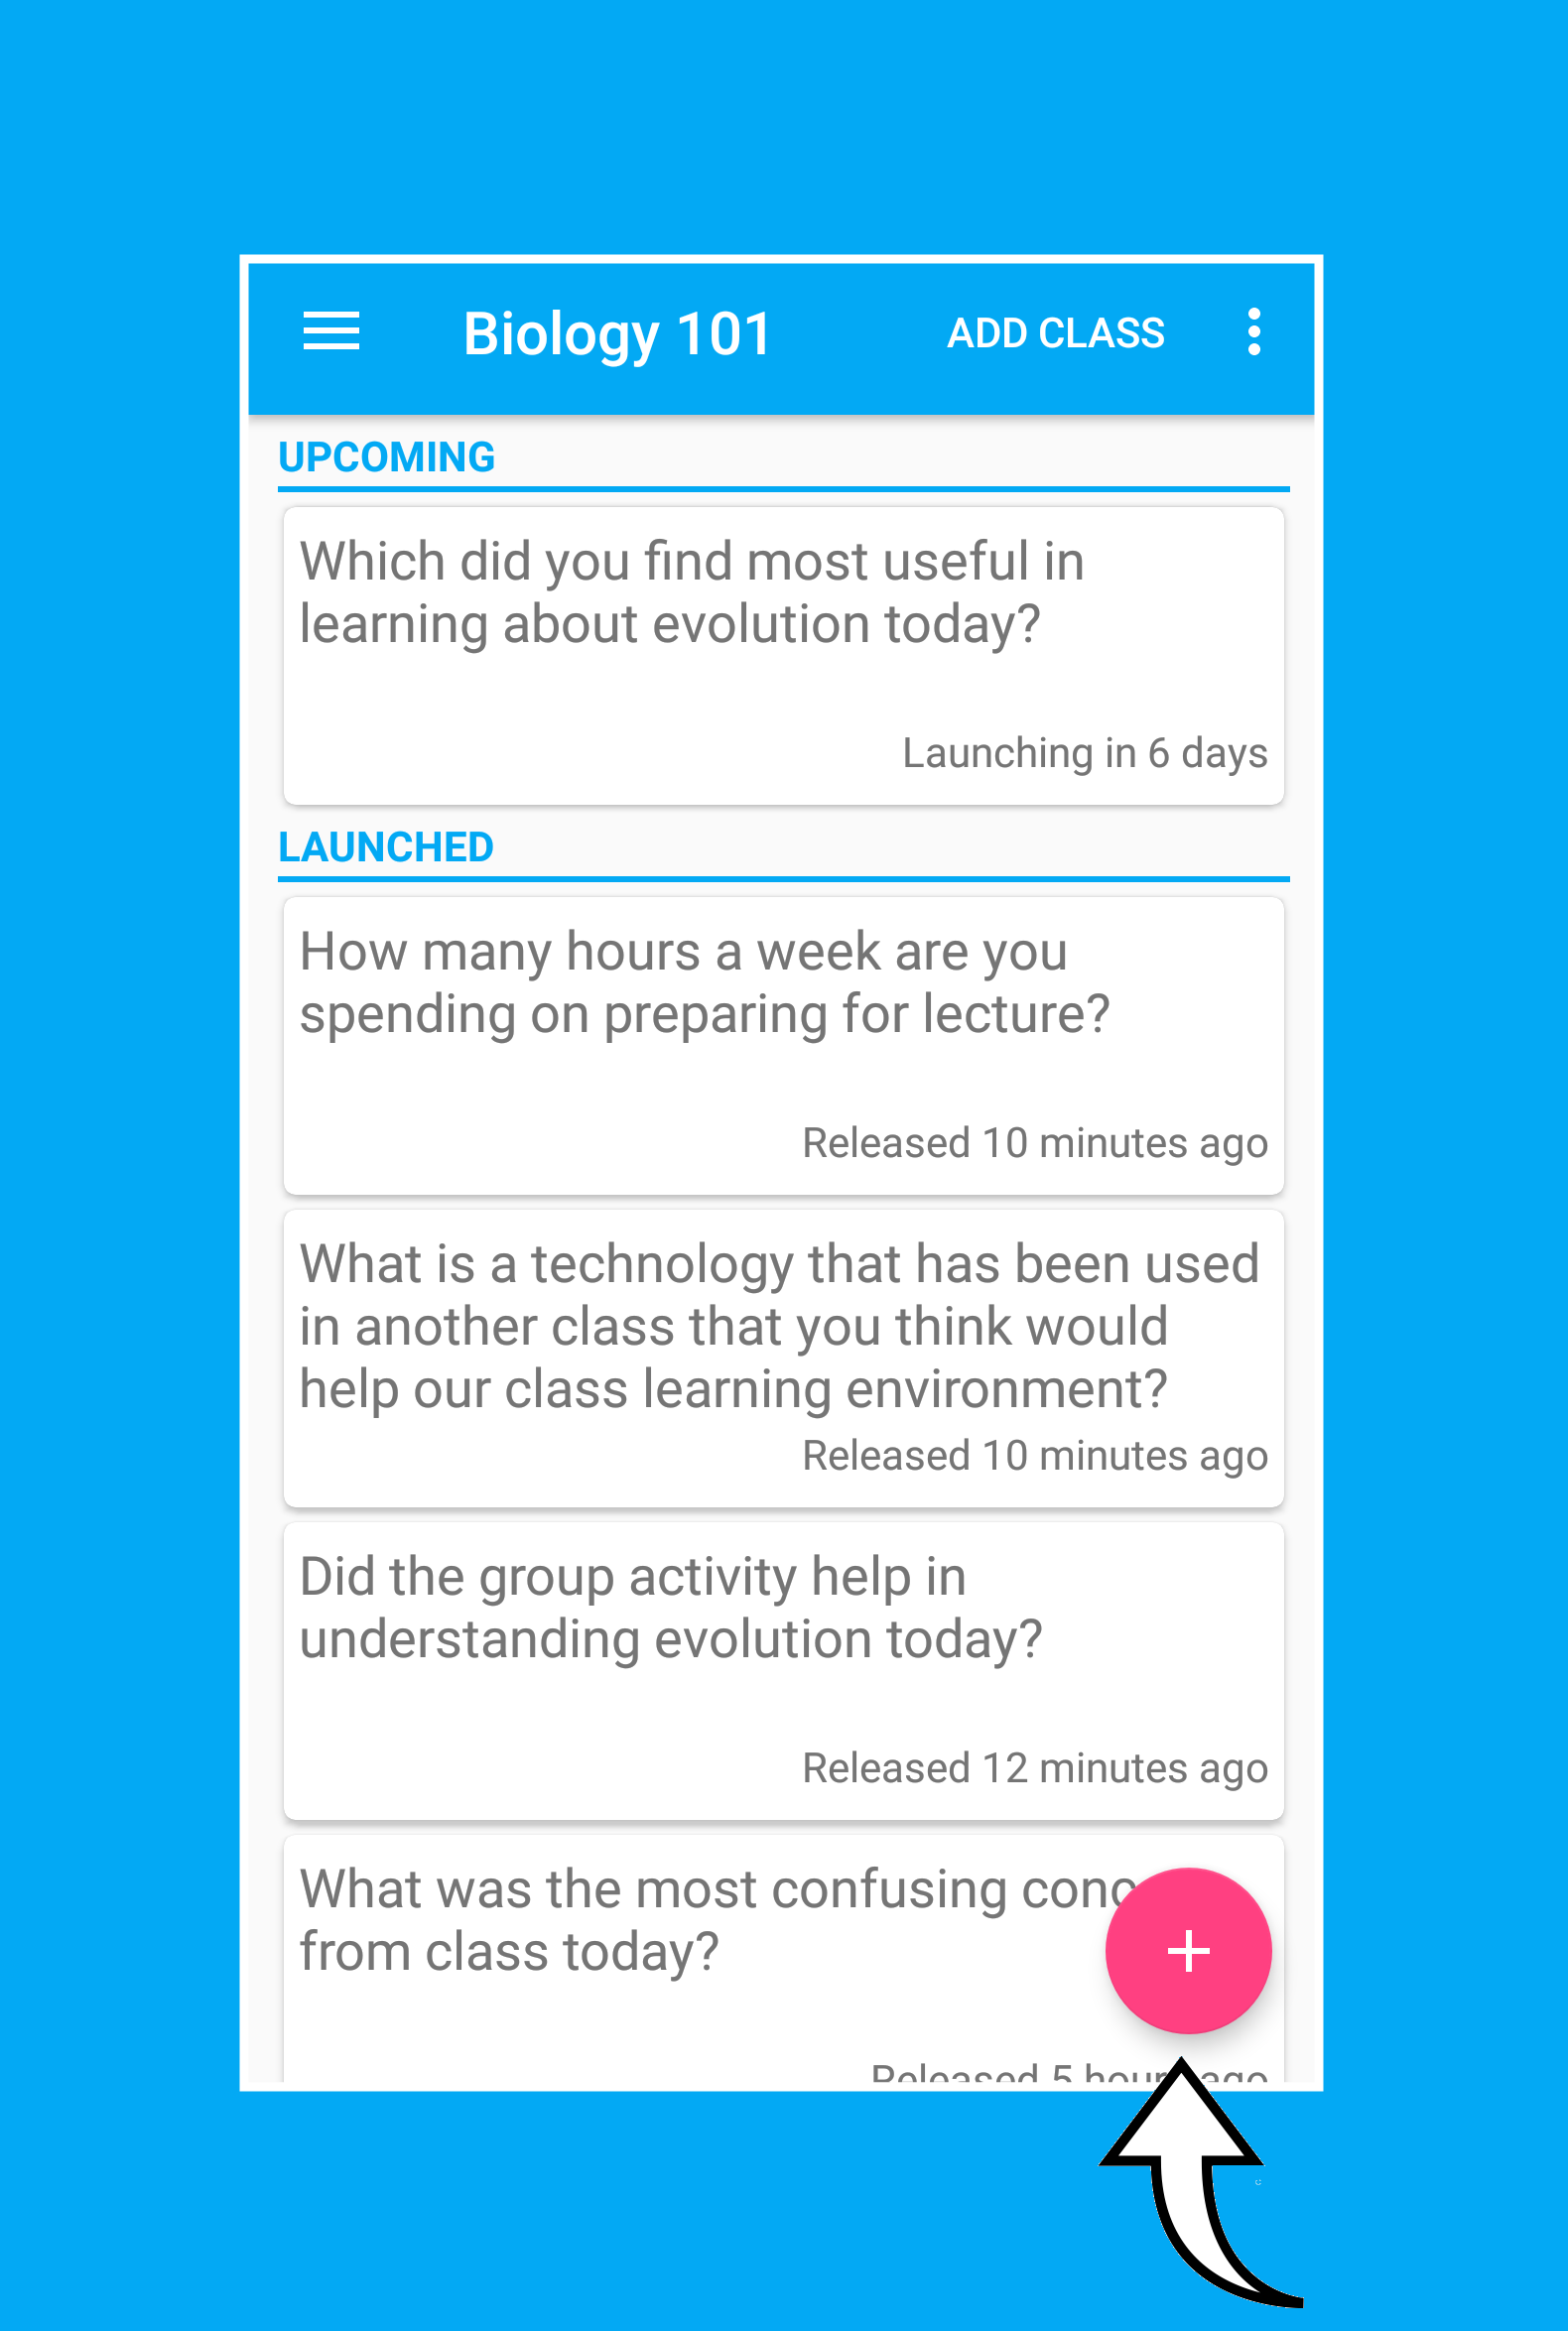 Biology 101
ADD CLASS
UPCOMING
Which did you find most useful in
learning about evolution today?
Launching in 6 days
LAUNCHED
How many hours a week are you
spending on preparing for lecture?
Released 10 minutes ago
What is a technology that has been used
in another class that you think would
help our class learning environment?
Released 10 minutes ago
Did the group activity help in
understanding evolution today?
Released 12 minutes ago
What was the most confusing
from class today?
Released 5 ago